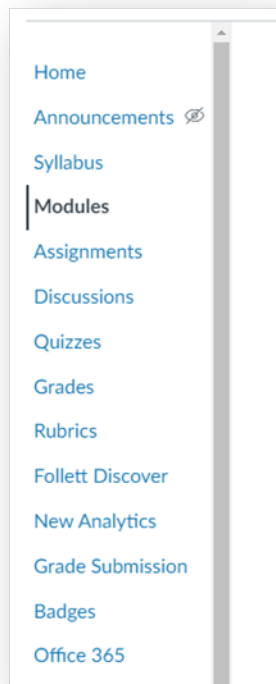 Home
Announcements
Syllabus
Modules
Assignments
Discussions
Quizzes
Grades
Rubrics
Follett Discover
New Analytics
Grade Submission
Badges
Office 365